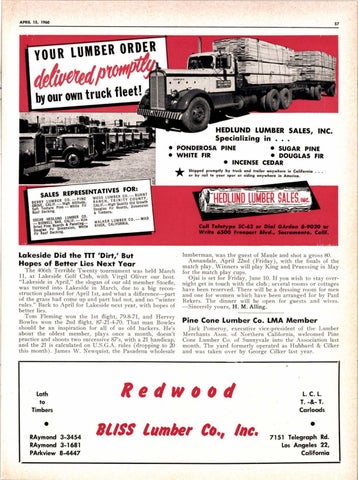 APRIL 15, 1960
57
YOUR LUMBER ORDER
delivered promptly
by our own truck fleet!
HEDLUND LUMBER SALES, INC.
Specializing in . . .
• PONDEROSA PINE
• SUGAR PINE
• WHITE FIR
• DOUGLAS FIR
• INCENSE CEDAR
★ Shipped promptly by truck and trailer anywhere in California . . .
or by rail to your spur or siding anywhere in America.
SALES REPRESENTATIVES FOR:
HEDLUND LUMBER SALES, INC.
Call Teletype SC-62 or Dial GArden 8-9020 or
Write 6500 Freeport Blvd., Sacramento, Calif.
Lakeside Did the TTT 'Dirt,' But
Hopes of Better Lies Next Year
The 406th Terrible Twenty tournament was held March
11, at Lakeside Golf Club, with Virgil Oliver our host.
"Lakeside in April," the slogan of our old member Stordle,
was turned into Lakeside in March, due to a big recon-
struction planned for April 1st, and what a difference—part
of the grass had come up and part had not, and no "winter
rules." Back to April for Lakeside next year, with hopes of
better lies.
Tom Fleming won the 1st flight, 79-8-71, and Hervey
Bowles won the 2nd flight, 87-21-4-70. That man Bowles
should be an inspiration for all of us old hackers. He's
about the oldest member, plays once a month, doesn't
practice and shoots two successive 87's, with a 21 handicap,
and the 21 is calculated on U.S.G.A. rules (dropping to 20
this month). James W. Newquist, the Pasadena wholesale
lumberman, was the guest of Maule and shot a gross 80.
Annandale, April 22nd (Friday), with the finals of the
match play. Winners will play King and Pruessing in May
for the match play cups.
Ojai is set for Friday, June 10. If you wish to stay over-
night get in touch with the club; several rooms or cottages
have been reserved. There will be a dressing room for men
and one for women which have been arranged for by Paul
Birkers. The dinner will be open for guests and wives.
—Sincerely yours, H. M. Alling.
Pine Cone Lumber Co. LMA Member
Jack Pomeroy, executive vice-president of the Lumber
Merchants Assn. of Northern California, welcomed Pine
Cone Lumber Co. of Sunnyvale into the Association last
month. The yard formerly operated as Hubbard & Cilker
and was taken over by George Cilker last year.
Lath
to
Timbers
•
Redwood
BLISS Lumber Co., Inc.
L. C. L.
T. -&-T.
Carloads
•
RAymond 3-3454
RAymond 3-1681
PArkview 8-4447
7151 Telegraph Rd.
Los Angeles 22,
California